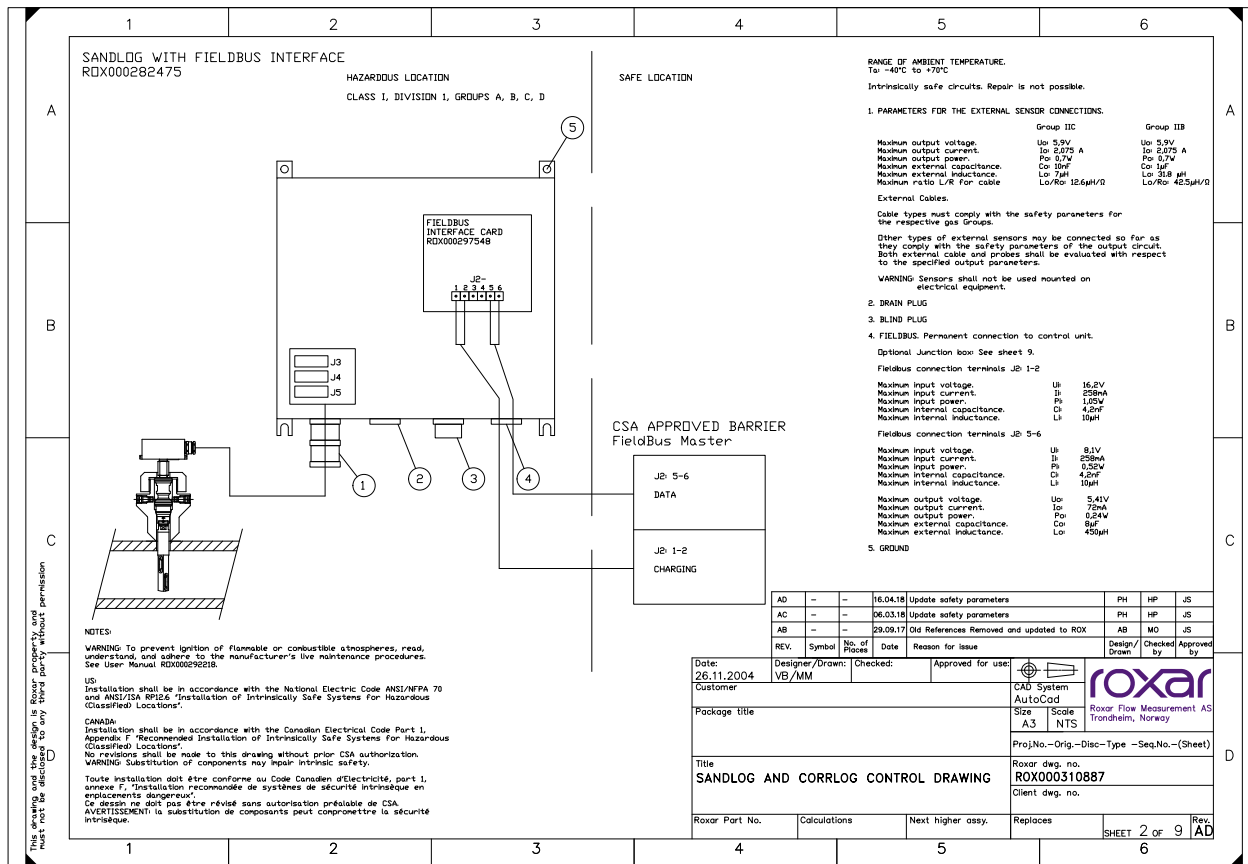 1 2 3 4 5 6
SANDLOG WITH FIELDBUS INTERFACE
ROX000282475
HAZARDOUS LOCATION
CLASS I, DIVISION 1, GROUPS A, B, C, D
SAFE LOCATION
A
B
C
D
5
FIELDBUS
INTERFACE CARD
ROX000297548
J2-
1 2 3 4 5 6
J3
J4
J5
1
2
3
4
CSA APPROVED BARRIER
FieldBus Master
J2: 5-6
DATA
J2: 1-2
CHARGING
RANGE OF AMBIENT TEMPERATURE.
Ta: -40°C to +70°C
Intrinsically safe circuits. Repair is not possible.
1. PARAMETERS FOR THE EXTERNAL SENSOR CONNECTIONS.
Group IIC Group IIB
Maximum output voltage. Uo: 5,9V Uo: 5,9V
Maximum output current. Io: 2,075 A Io: 2,075 A
Maximum output power. Po: 0,7W Po: 0,7W
Maximum external capacitance. Co: 10nF Co: 1µF
Maximum external inductance. Lo: 7µH Lo: 31.8 µH
Maximum ratio L/R for cable Lo/Ro: 12.6µH/Ω Lo/Ro: 42.5µH/Ω
External Cables.
Cable types must comply with the safety parameters for
the respective gas Groups.
Other types of external sensors may be connected so far as
they comply with the safety parameters of the output circuit.
Both external cable and probes shall be evaluated with respect
to the specified output parameters.
WARNING: Sensors shall not be used mounted on
electrical equipment.
2. DRAIN PLUG
3. BLIND PLUG
4. FIELDBUS. Permanent connection to control unit.
Optional Junction box: See sheet 9.
Fieldbus connection terminals J2: 1-2
Maximum input voltage. Ui: 16,2V
Maximum input current. Ii: 258mA
Maximum input power. Pi: 1,05W
Maximum internal capacitance. Ci: 4,2nF
Maximum internal inductance. Li: 10µH
Fieldbus connection terminals J2: 5-6
Maximum input voltage. Ui: 8,1V
Maximum input current. Ii: 258mA
Maximum input power. Pi: 0,52W
Maximum internal capacitance. Ci: 4,2nF
Maximum internal inductance. Li: 10µH
Maximum output voltage. Uo: 5,41V
Maximum output current. Io: 72mA
Maximum output power. Po: 0,24W
Maximum external capacitance. Co: 8µF
Maximum external inductance. Lo: 450µH
5. GROUND
NOTES:
WARNING: To prevent ignition of flammable or combustible atmospheres, read,
understand, and adhere to the manufacturer's live maintenance procedures.
See User Manual ROX000292218.
US:
Installation shall be in accordance with the National Electric Code ANSI/NFPA 70
and ANSI/ISA RP12.6 "Installation of Intrinsically Safe Systems for Hazardous
(Classified) Locations".
CANADA:
Installation shall be in accordance with the Canadian Electrical Code Part 1,
Appendix F "Recommended Installation of Intrinsically Safe Systems for Hazardous
(Classified) Locations".
No revisions shall be made to this drawing without prior CSA authorization.
WARNING: Substitution of components may impair intrinsic safety.
Toute installation doit être conforme au Code Canadien d'Electricité, part 1,
annexe F, "Installation recommandée de systèmes de sécurité intrinsèque en
enplacements dangereux".
Ce dessin ne doit pas être révisé sans autorisation préalable de CSA.
AVERTISSEMENT: la substitution de composants peut compromettre la sécurité
intrisèque.
This drawing and the design is Roxar property and
must not be disclosed to any third party without permission
AD - - 16.04.18 Update safety parameters PH HP JS
AC - - 06.03.18 Update safety parameters PH HP JS
AB - - 29.09.17 Old References Removed and updated to ROX AB MO JS
REV. Symbol No. of Places Date Reason for issue Design/Drawn Checked by Approved by
Date: Designer/Drawn: Checked: Approved for use:
26.11.2004 VB/MM
Customer
CAD System
AutoCad
Package title
Size Scale
A3 NTS
roxar
Roxar Flow Measurement AS
Trondheim, Norway
Proj.No.-Orig.-Disc-Type -Seq.No.-(Sheet)
Title
SANDLOG AND CORRLOG CONTROL DRAWING
Roxar dwg. no.
ROX000310887
Client dwg. no.
Roxar Part No. Calculations Next higher assy. Replaces
SHEET 2 OF 9 Rev. AD
A
B
C
D
1 2 3 4 6